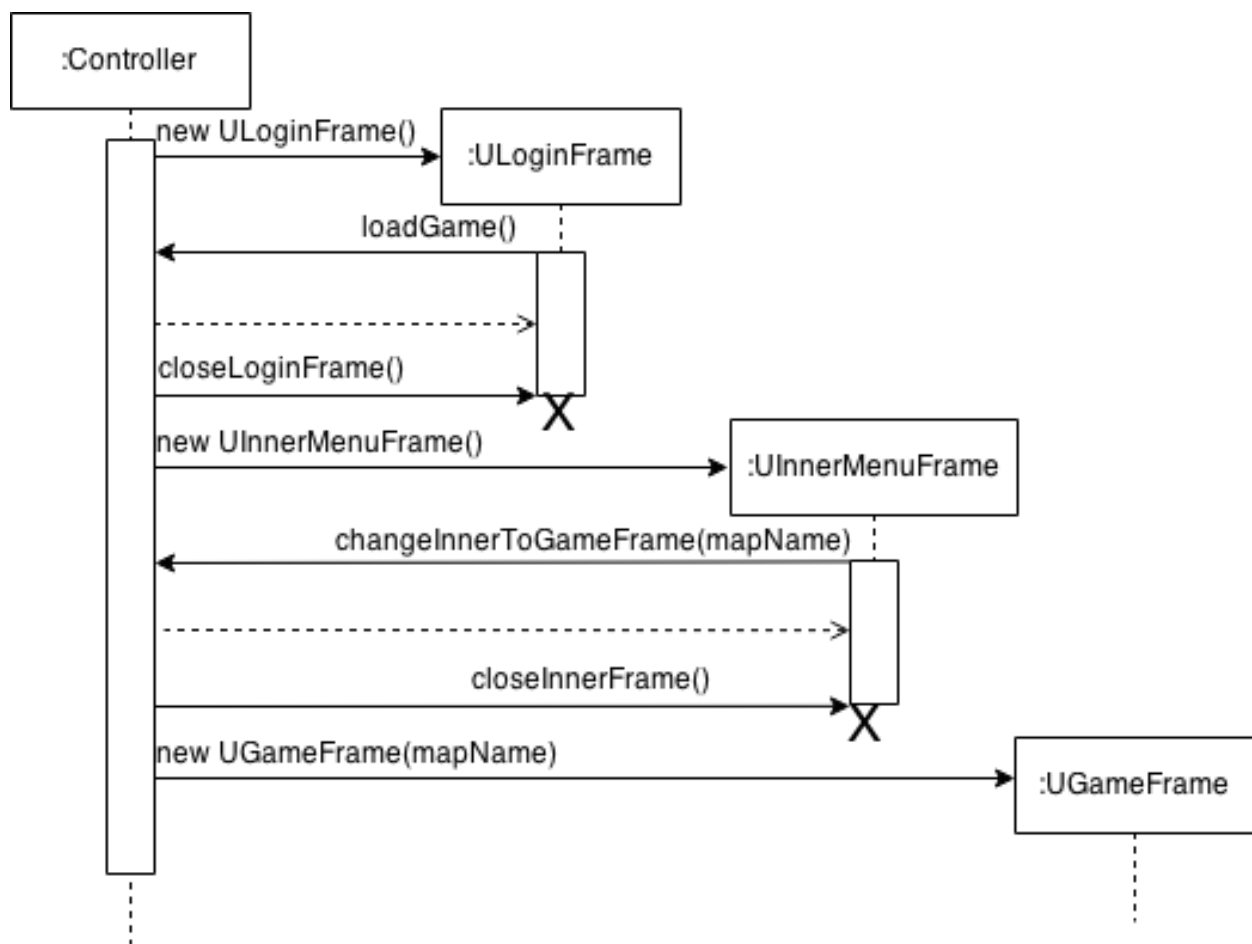 :Controller
new ULoginFrame()
:ULoginFrame
loadGame()
closeLoginFrame()
X
new UInnerMenuFrame()
:UInnerMenuFrame
changeInnerToGameFrame(mapName)
closeInnerFrame()
X
new UGameFrame(mapName)
:UGameFrame